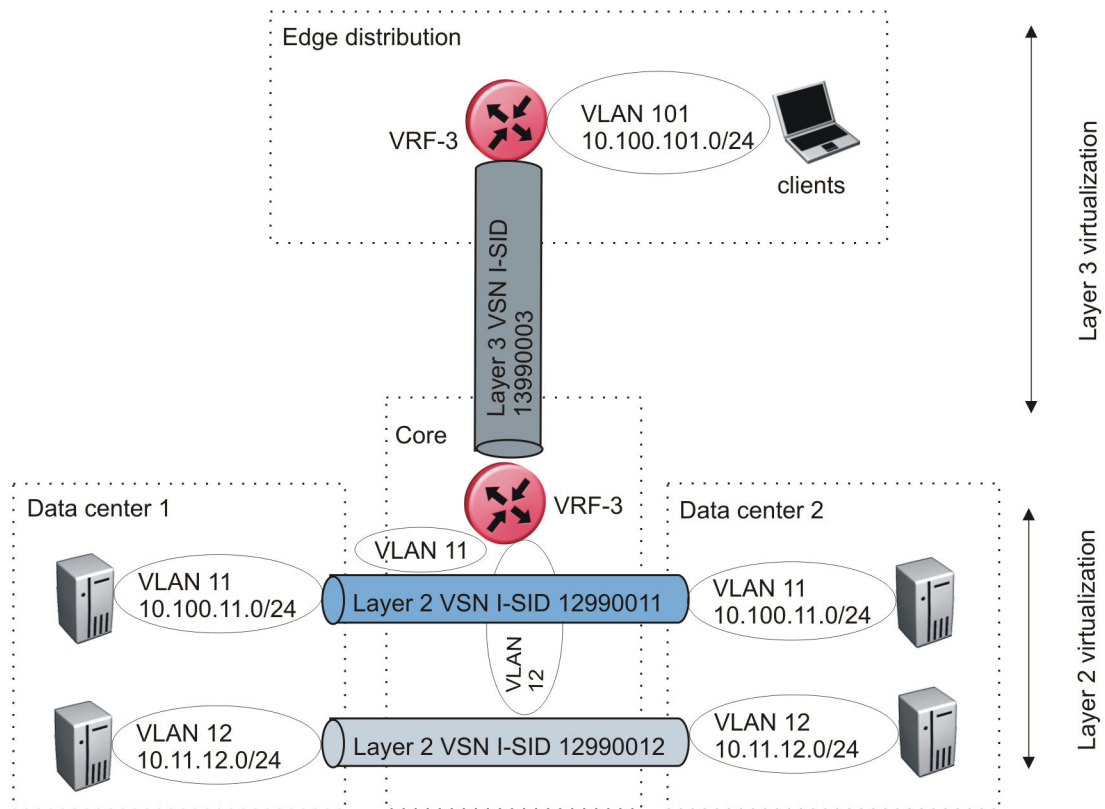 Edge distribution
VRF-3
VLAN 101
10.100.101.0/24
clients
Layer 3 VSN I-SID
13990003
Layer 3 virtualization
Core
VRF-3
Data center 1
Data center 2
VLAN 11
VLAN 11
10.100.11.0/24
Layer 2 VSN I-SID 12990011
VLAN 11
10.100.11.0/24
VLAN
12
VLAN 12
10.11.12.0/24
Layer 2 VSN I-SID 12990012
VLAN 12
10.11.12.0/24
Layer 2 virtualization